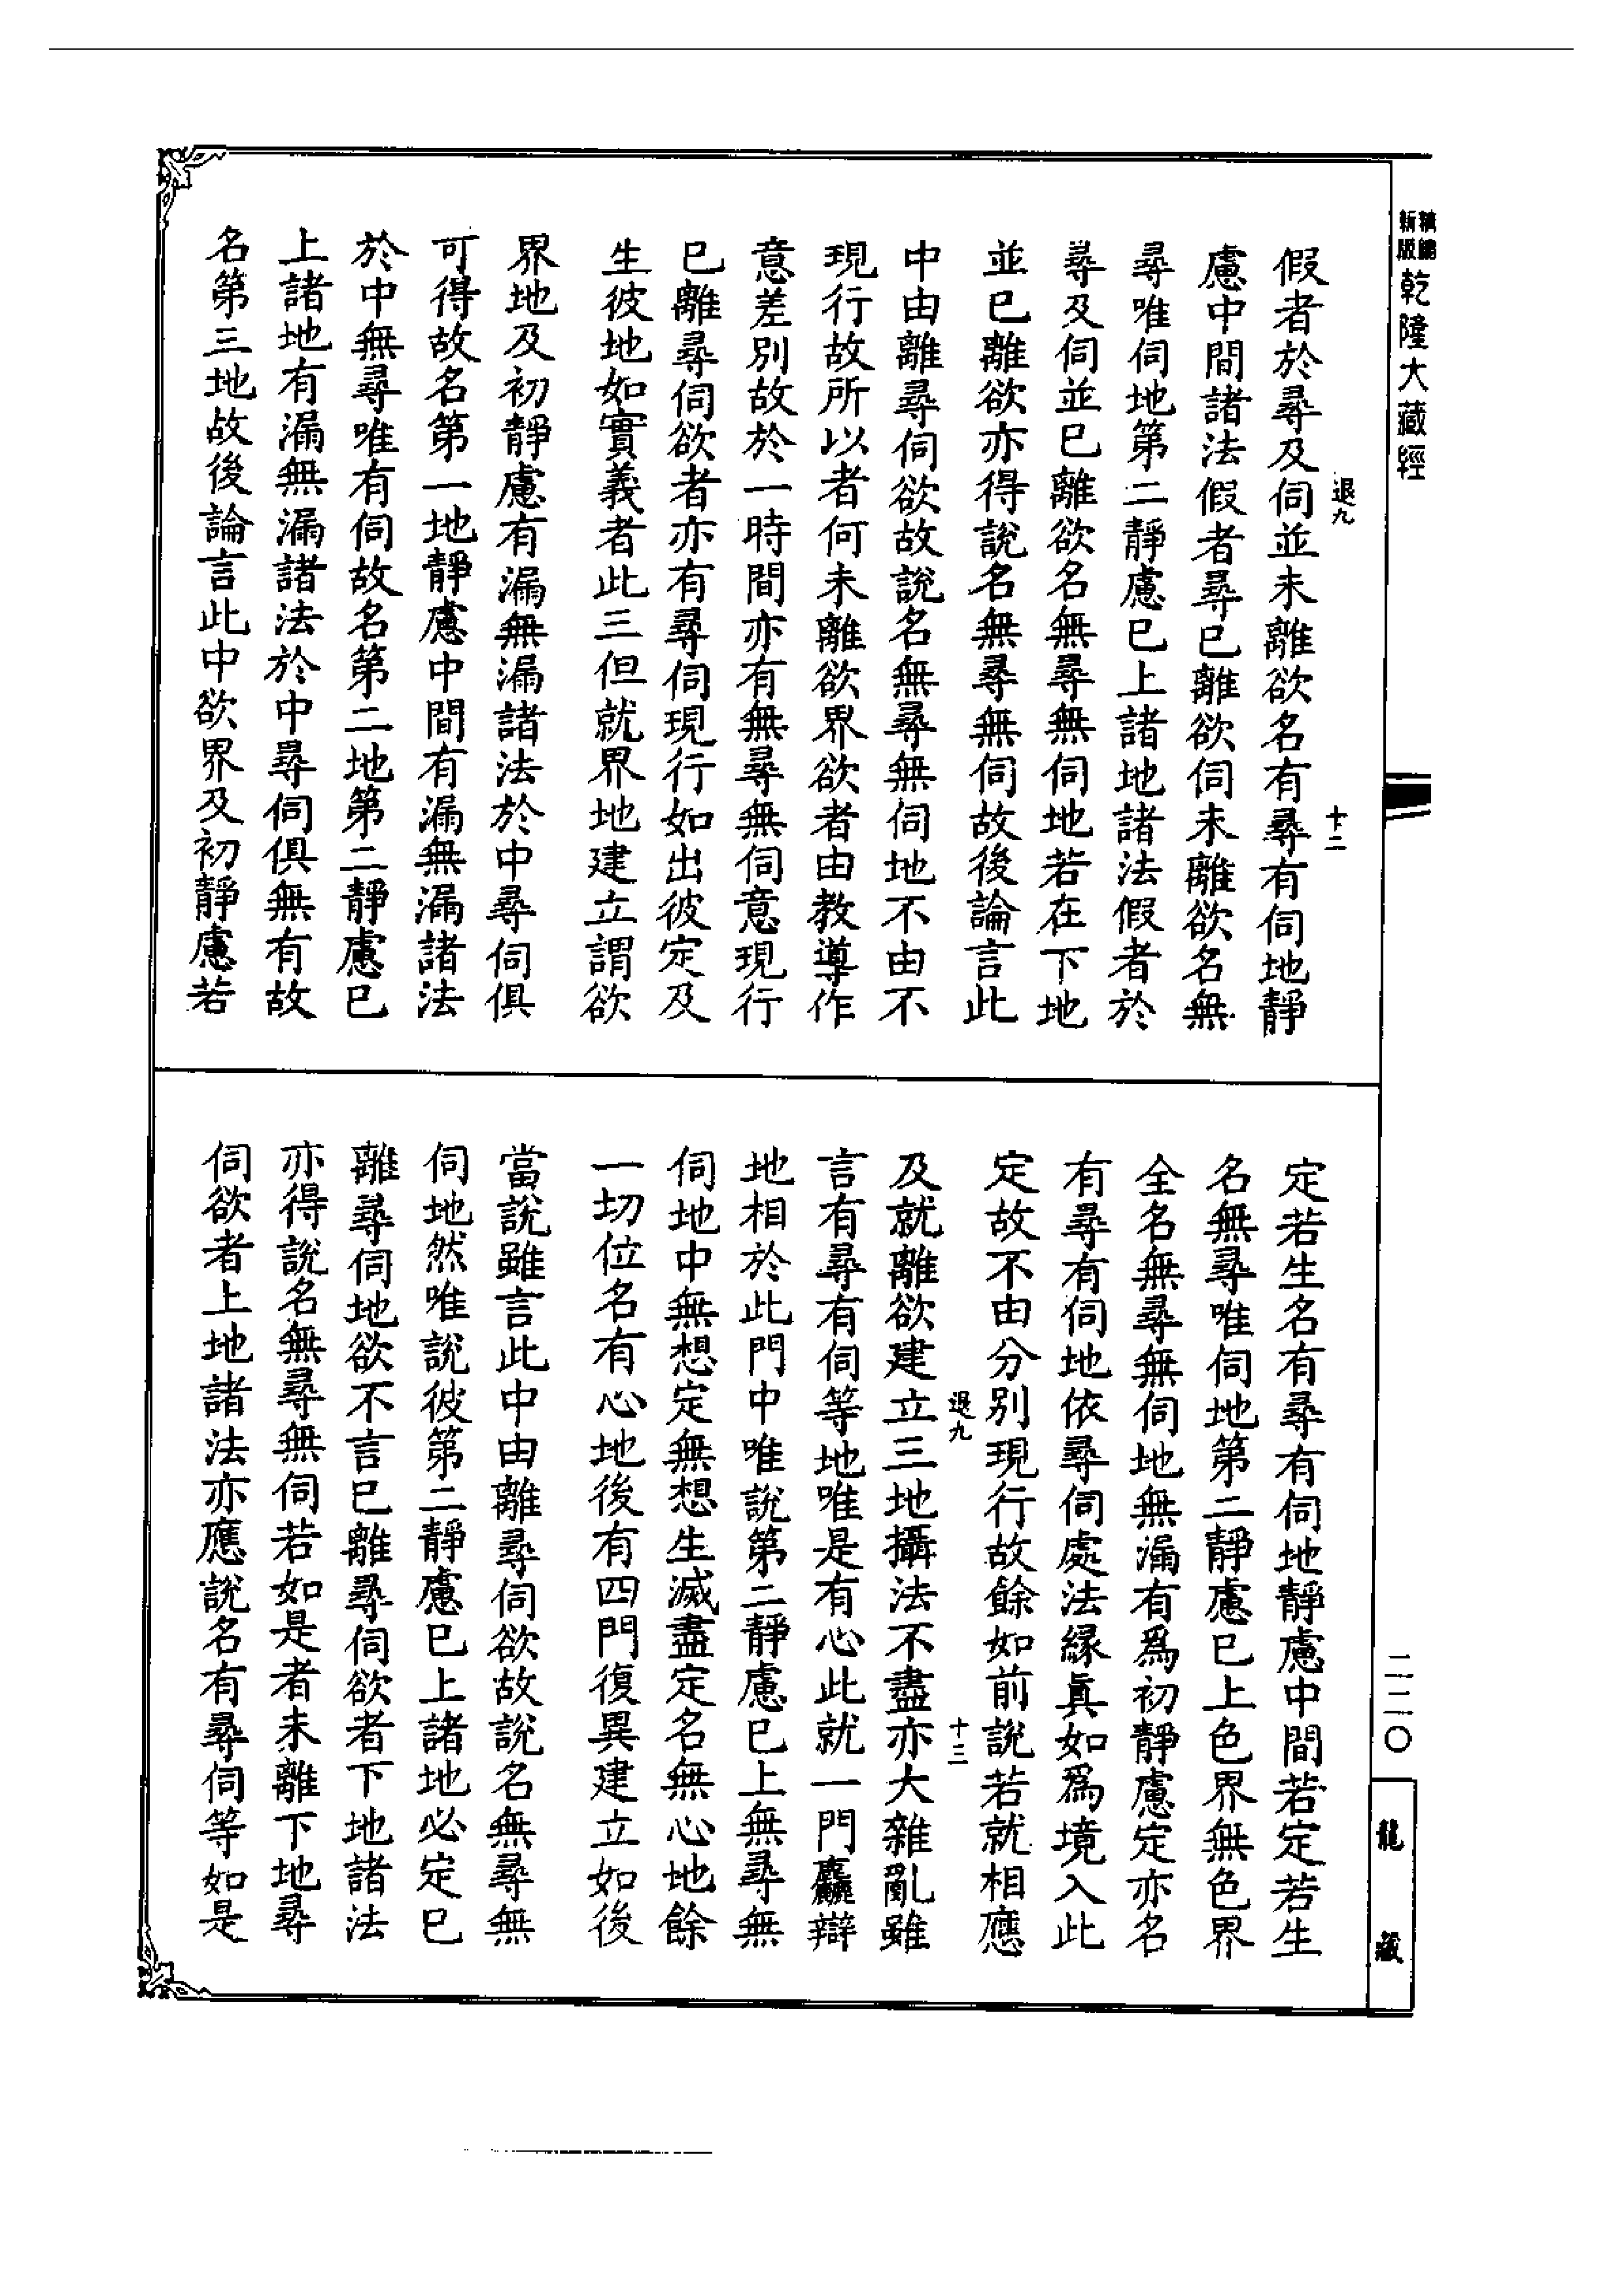 精編新版
乾隆大藏經
退九
十二
假者於尋及伺並未離欲名有尋有伺地靜
慮中間諸法假者尋已離欲伺未離欲名無
尋唯伺地第二靜慮已上諸地諸法假者於
尋及伺並已離欲名無尋無伺地若在下地
並已離欲亦得說名無尋無伺故後論言此
中由離尋伺欲故說名無尋無伺地不由不
現行故所以者何未離欲界欲者由教導作
意差別故於一時間亦有無尋無伺意現行
已離尋伺欲者亦有尋伺現行如出彼定及
生彼地如實義者此三但就界地建立謂欲
界地及初靜慮有漏無漏諸法於中尋伺俱
可得故名第一地靜慮中間有漏無漏諸法
於中無尋唯有伺故名第二地第二靜慮已
上諸地有漏無漏諸法於中尋伺俱無有故
名第三地故後論言此中欲界及初靜慮若
定若生名有尋有伺地靜慮中間若定若生
名無尋唯伺地第二靜慮已上色界無色界
全名無尋無伺地無漏有爲初靜慮定亦名
有尋有伺地依尋伺處法緣眞如爲境入此
定故不由分別現行故餘如前說若就相應
退九
十三
及就離欲建立三地攝法不盡亦大雜亂雖
言有尋有伺等地唯是有心此就一門麤辯
地相於此門中唯說第二靜慮已上無尋無
伺地中無想定無想生滅盡定名無心地餘
一切位名有心地後有四門復異建立如後
當說雖言此中由離尋伺欲故說名無尋無
伺地然唯說彼第二靜慮已上諸地必定已
離尋伺地欲不言已離尋伺欲者下地諸法
亦得說名無尋無伺若如是者未離下地尋
伺欲者上地諸法亦應說名有尋伺等如是
二二〇
龍藏